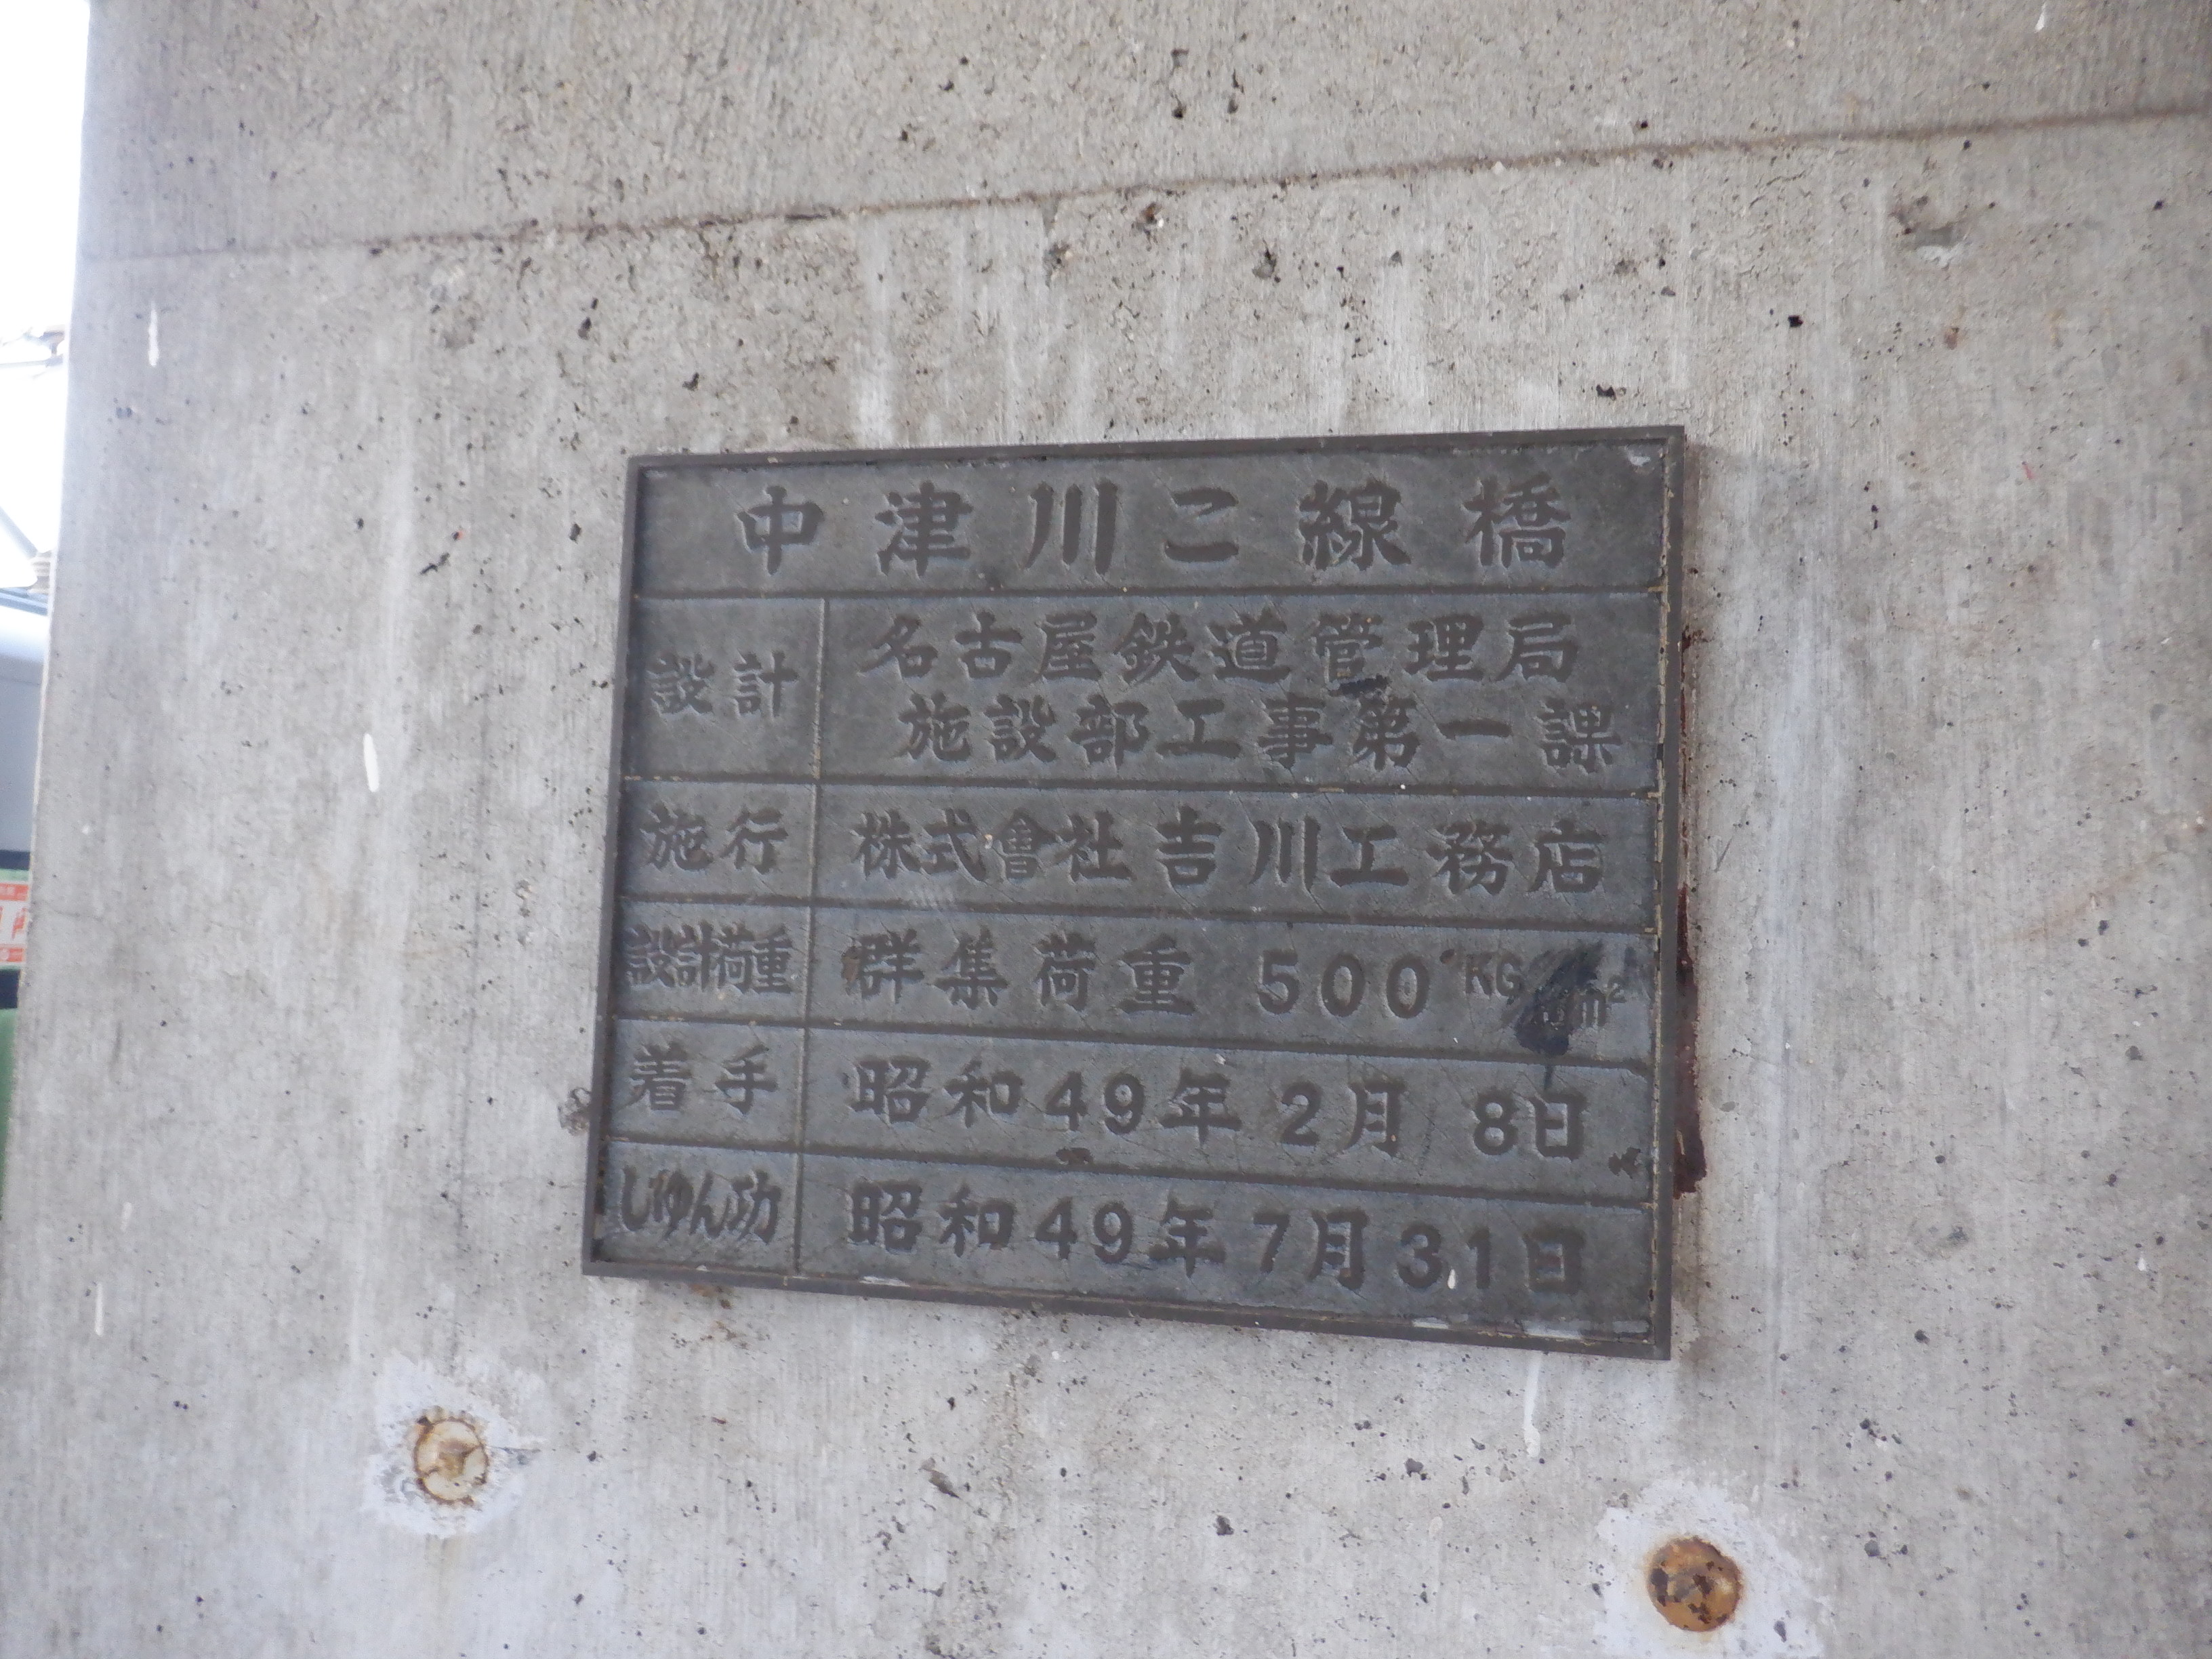 中津川こ線橋
設計 名古屋鉄道管理局
施設部工事第一課
施行 株式會社吉川工務店
設計荷重 群集荷重 500 KG/m²
着手 昭和49年2月8日
しゆん功 昭和49年7月31日